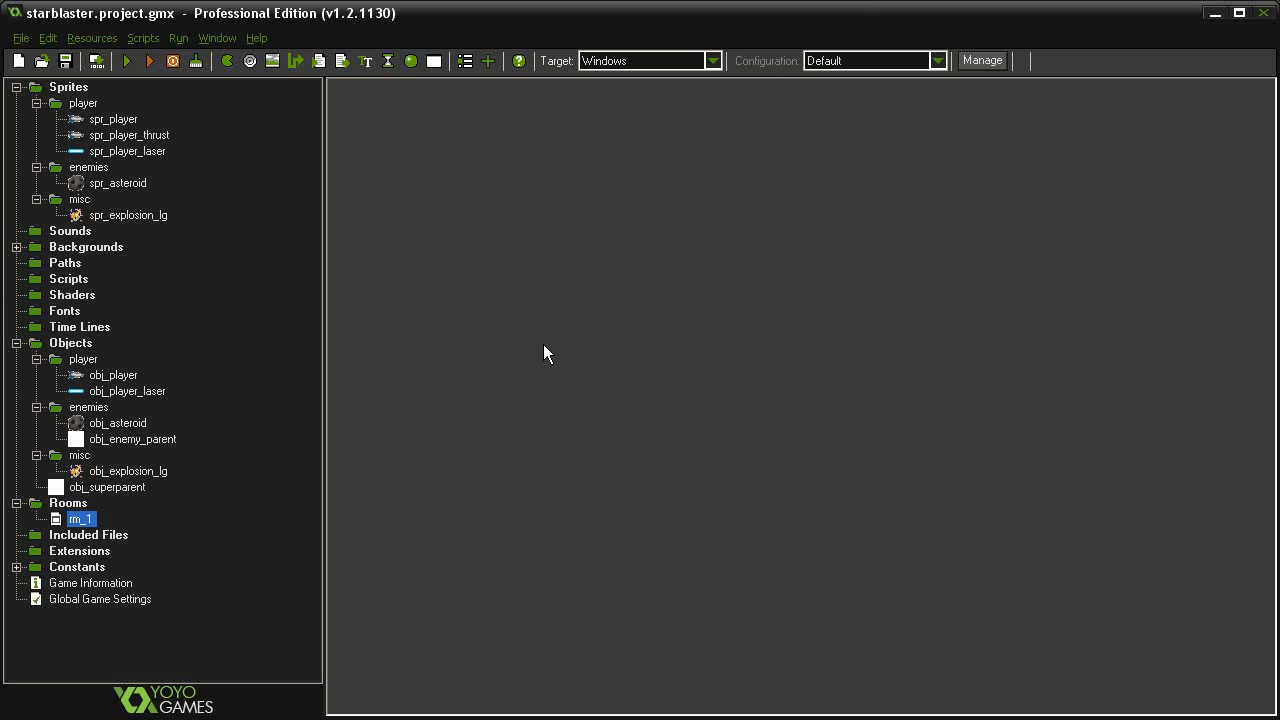 starblaster.project.gmx - Professional Edition (v1.2.1130)
File Edit Resources Scripts Run Window Help
Target: Windows Configuration: Default Manage
Sprites
player
spr_player
spr_player_thrust
spr_player_laser
enemies
spr_asteroid
misc
spr_explosion_lg
Sounds
Backgrounds
Paths
Scripts
Shaders
Fonts
Time Lines
Objects
player
obj_player
obj_player_laser
enemies
obj_asteroid
obj_enemy_parent
misc
obj_explosion_lg
obj_superparent
Rooms
rm_1
Included Files
Extensions
Constants
Game Information
Global Game Settings
YOYO
GAMES